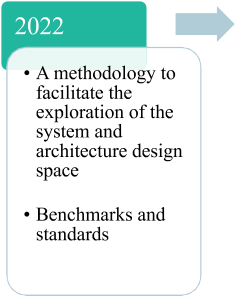 2022
• A methodology to
facilitate the
exploration of the
system and
architecture design
space
• Benchmarks and
standards